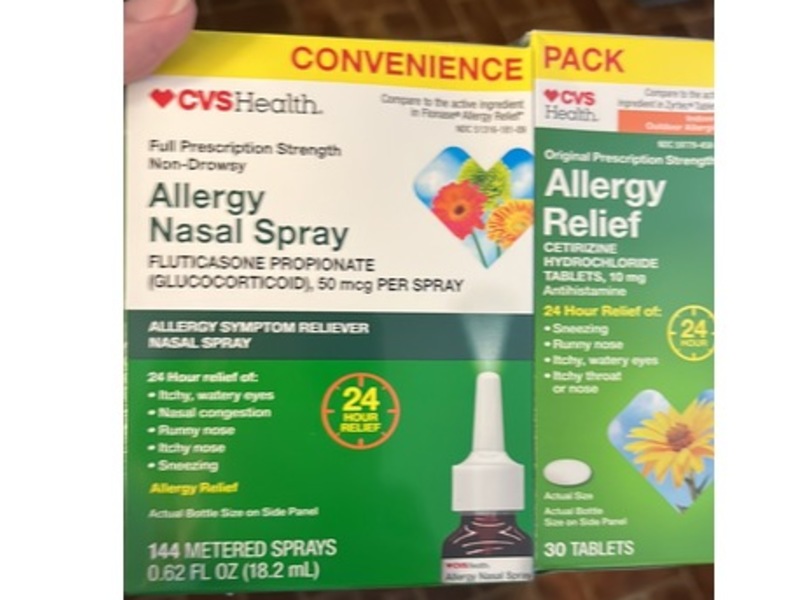 CONVENIENCE PACK
CVSHealth.
Compare to the active ingredient
in Flonase® Allergy Relief*
Full Prescription Strength
Non-Drowsy
Allergy
Nasal Spray
FLUTICASONE PROPIONATE
(GLUCOCORTICOID), 50 mcg PER SPRAY
ALLERGY SYMPTOM RELIEVER
NASAL SPRAY
24 Hour relief of:
• Itchy, watery eyes
• Nasal congestion
• Runny nose
• Itchy nose
• Sneezing
Allergy Relief
Actual Bottle Size on Side Panel
24
HOUR
RELIEF
144 METERED SPRAYS
0.62 FL OZ (18.2 mL)
CVSHealth
Allergy Nasal Spray
CVS
Health.
Compare to the
ingredient in Zyrtec®
Original Prescription Strength
Allergy
Relief
CETIRIZINE
HYDROCHLORIDE
TABLETS, 10 mg
Antihistamine
24 Hour Relief of:
• Sneezing
• Runny nose
• Itchy, watery eyes
• Itchy throat
or nose
24
HOUR
Actual Size
Actual Bottle
Size on Side Panel
30 TABLETS